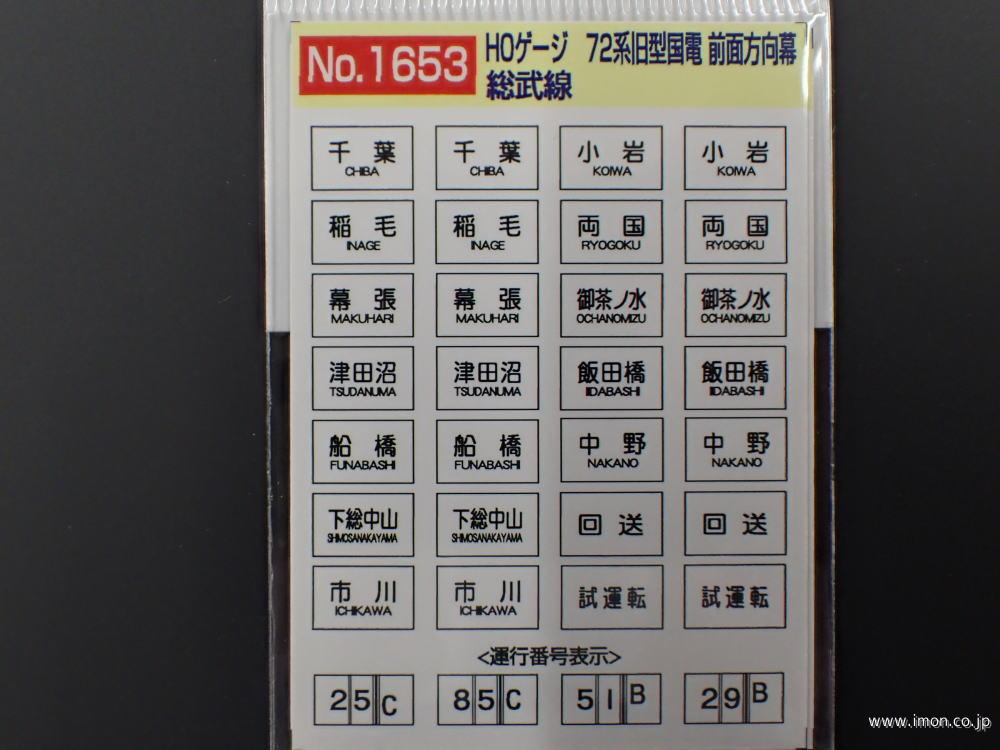 No.1653
HOゲージ 72系旧型国電 前面方向幕
総武線
千葉 千葉 小岩 小岩
CHIBA CHIBA KOIWA KOIWA
稲毛 稲毛 両国 両国
INAGE INAGE RYOGOKU RYOGOKU
幕張 幕張 御茶ノ水 御茶ノ水
MAKUHARI MAKUHARI OCHANOMIZU OCHANOMIZU
津田沼 津田沼 飯田橋 飯田橋
TSUDANUMA TSUDANUMA IIDABASHI IIDABASHI
船橋 船橋 中野 中野
FUNABASHI FUNABASHI NAKANO NAKANO
下総中山 下総中山 回送 回送
SHIMOSANAKAYAMA SHIMOSANAKAYAMA
市川 市川 試運転 試運転
ICHIKAWA ICHIKAWA
<運行番号表示>
25C 85C 51B 29B
www.imon.co.jp